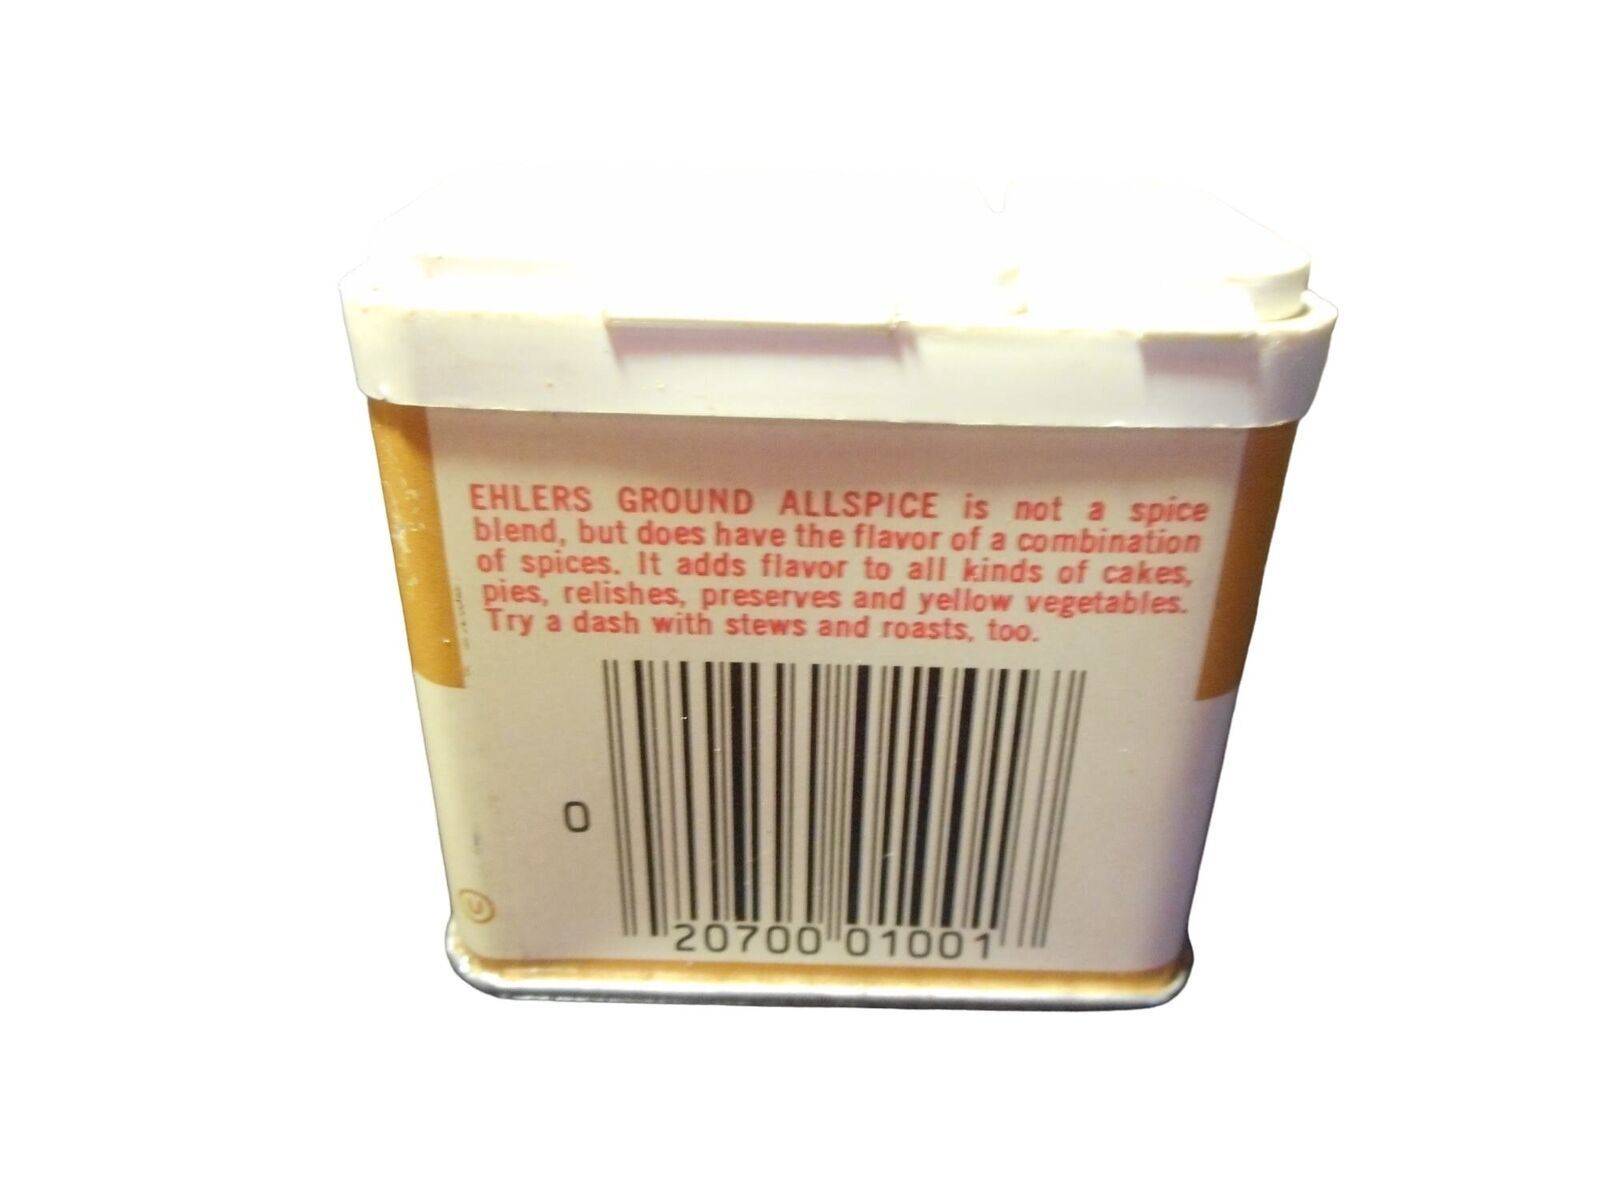 EHLERS GROUND ALLSPICE is not a spice
blend, but does have the flavor of a combination
of spices. It adds flavor to all kinds of cakes,
pies, relishes, preserves and yellow vegetables.
Try a dash with stews and roasts, too.
0
20700 01001
U